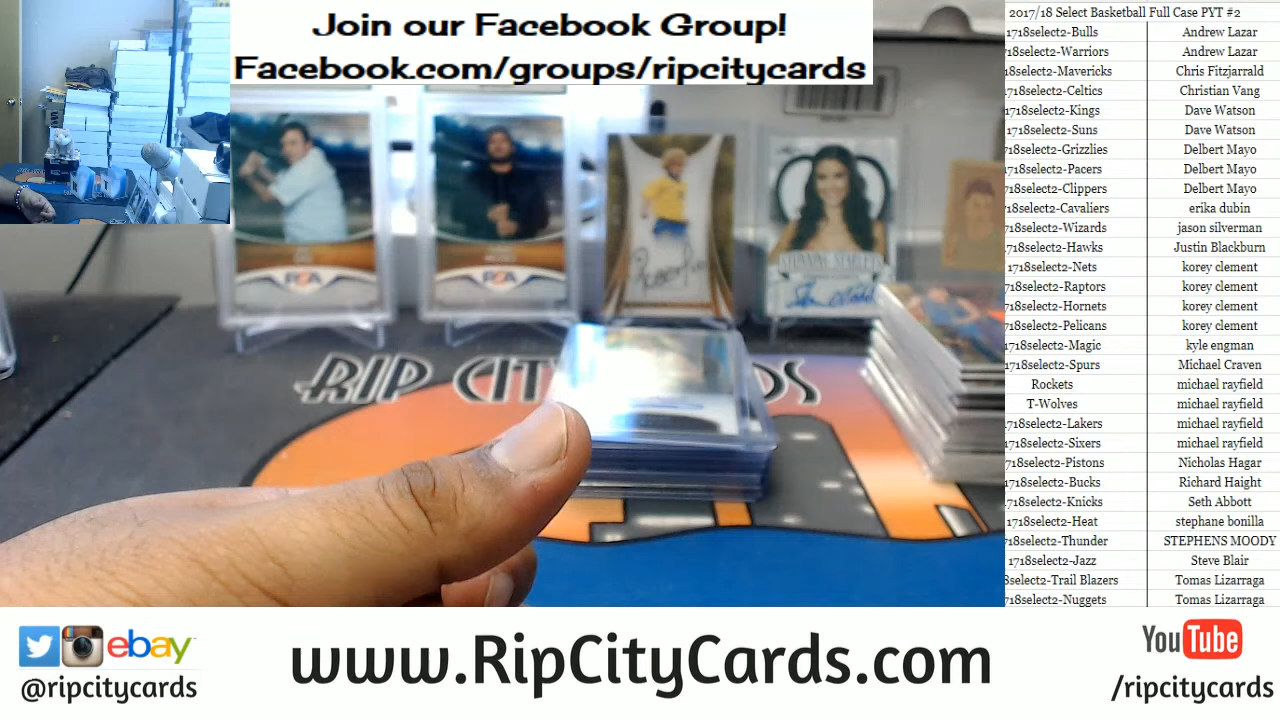 Join our Facebook Group!
Facebook.com/groups/ripcitycards
2017/18 Select Basketball Full Case PYT #2
1718select2-Bulls Andrew Lazar
718select2-Warriors Andrew Lazar
18select2-Mavericks Chris Fitzjarrald
1718select2-Celtics Christian Vang
1718select2-Kings Dave Watson
1718select2-Suns Dave Watson
718select2-Grizzlies Delbert Mayo
718select2-Pacers Delbert Mayo
718select2-Clippers Delbert Mayo
18select2-Cavaliers erika dubin
718select2-Wizards jason silverman
718select2-Hawks Justin Blackburn
1718select2-Nets korey clement
718select2-Raptors korey clement
718select2-Hornets korey clement
718select2-Pelicans korey clement
718select2-Magic kyle engman
1718select2-Spurs Michael Craven
Rockets michael rayfield
T-Wolves michael rayfield
718select2-Lakers michael rayfield
718select2-Sixers michael rayfield
718select2-Pistons Nicholas Hagar
718select2-Bucks Richard Haight
718select2-Knicks Seth Abbott
1718select2-Heat stephane bonilla
718select2-Thunder STEPHENS MOODY
1718select2-Jazz Steve Blair
8select2-Trail Blazers Tomas Lizarraga
718select2-Nuggets Tomas Lizarraga
RIP CIT DS
ebay
@ripcitycards
www.RipCityCards.com
YouTube
/ripcitycards